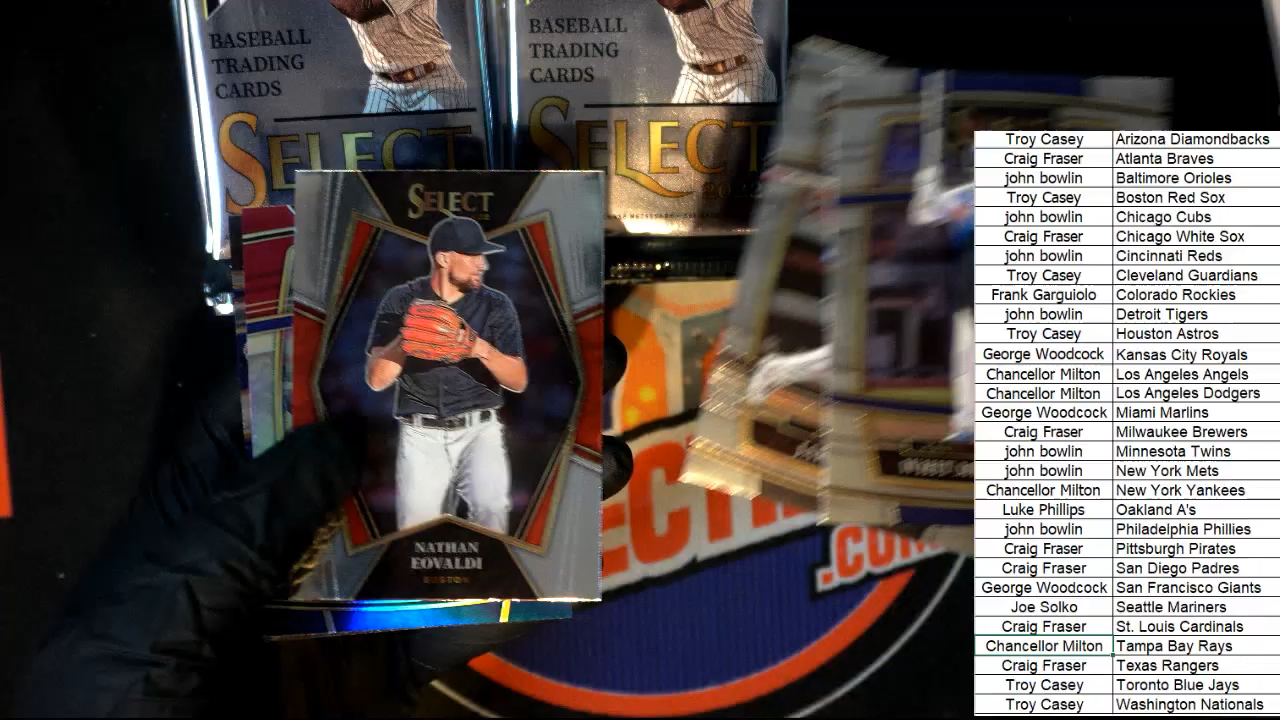 BASEBALL
TRADING
CARDS
SELECT
BASEBALL
TRADING
CARDS
SELECT
SELECT
NATHAN
EOVALDI
BOSTON
.COM
Troy Casey Arizona Diamondbacks
Craig Fraser Atlanta Braves
john bowlin Baltimore Orioles
Troy Casey Boston Red Sox
john bowlin Chicago Cubs
Craig Fraser Chicago White Sox
john bowlin Cincinnati Reds
Troy Casey Cleveland Guardians
Frank Garguiolo Colorado Rockies
john bowlin Detroit Tigers
Troy Casey Houston Astros
George Woodcock Kansas City Royals
Chancellor Milton Los Angeles Angels
Chancellor Milton Los Angeles Dodgers
George Woodcock Miami Marlins
Craig Fraser Milwaukee Brewers
john bowlin Minnesota Twins
john bowlin New York Mets
Chancellor Milton New York Yankees
Luke Phillips Oakland A's
john bowlin Philadelphia Phillies
Craig Fraser Pittsburgh Pirates
Craig Fraser San Diego Padres
George Woodcock San Francisco Giants
Joe Solko Seattle Mariners
Craig Fraser St. Louis Cardinals
Chancellor Milton Tampa Bay Rays
Craig Fraser Texas Rangers
Troy Casey Toronto Blue Jays
Troy Casey Washington Nationals